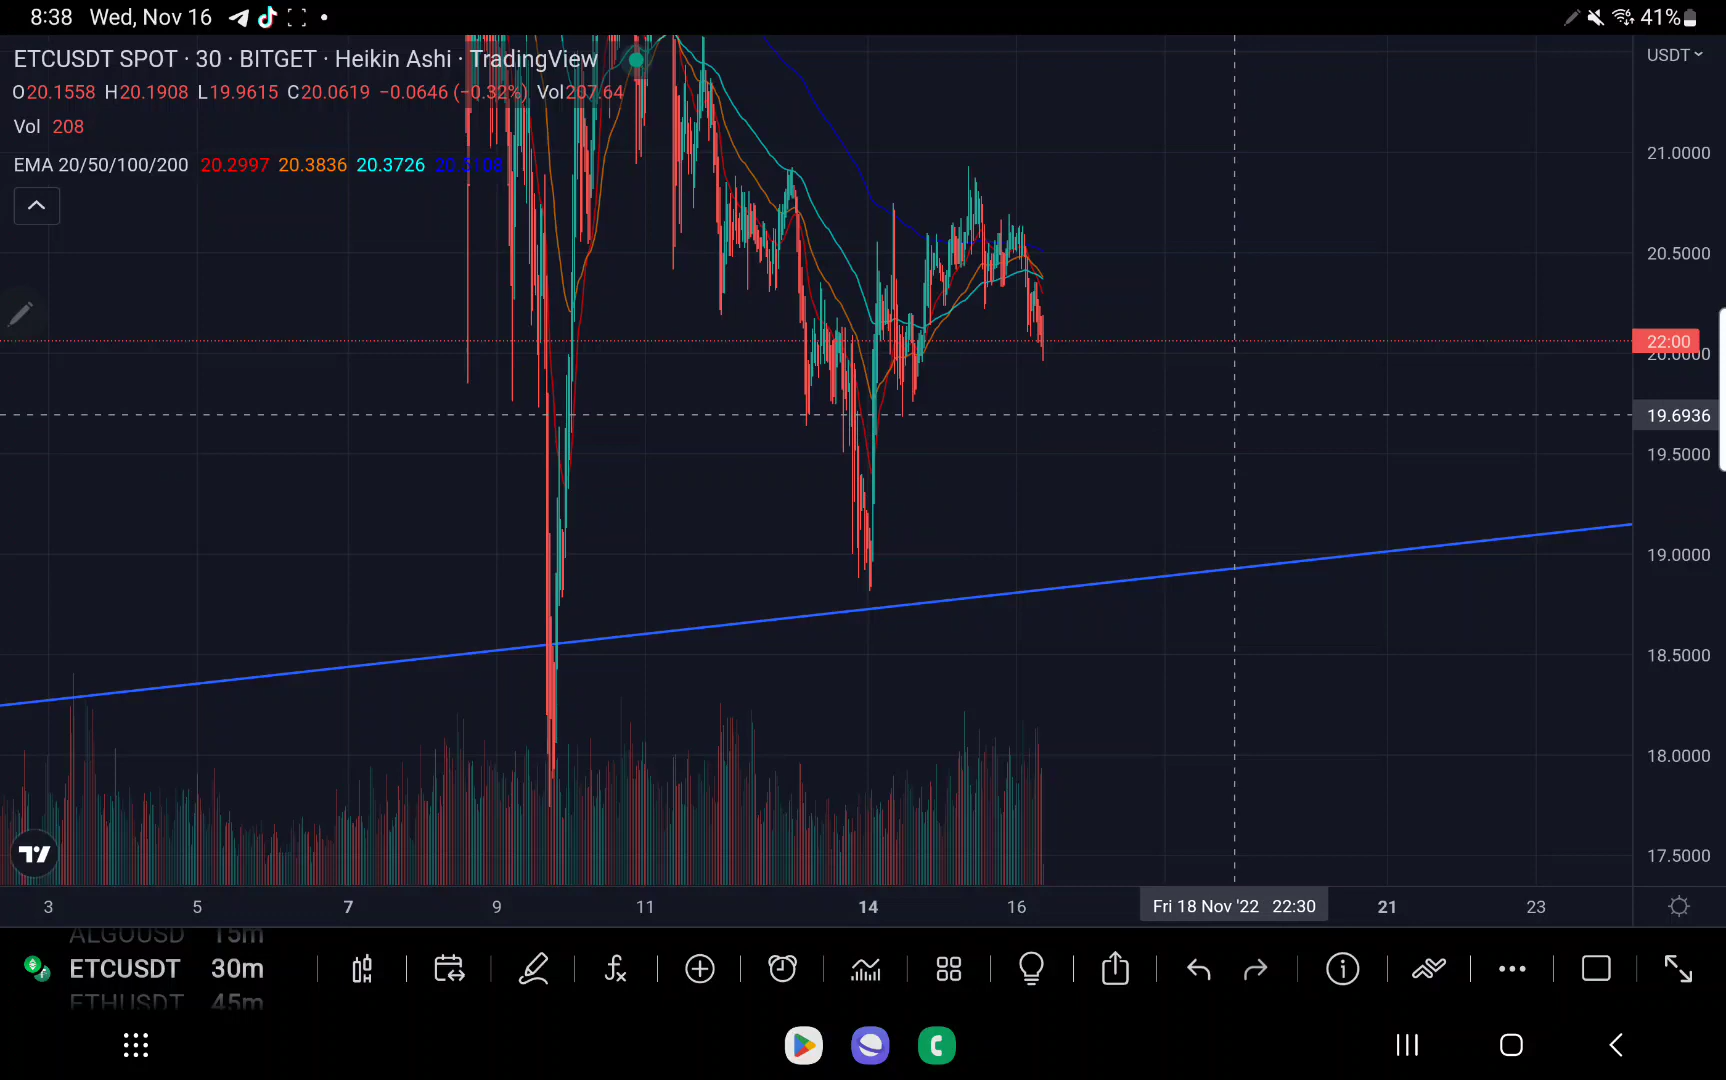 8:38 Wed, Nov 16
41%
ETCUSDT SPOT · 30 · BITGET · Heikin Ashi · TradingView
O20.1558 H20.1908 L19.9615 C20.0619 −0.0646 (−0.32%) Vol207.64
Vol 208
EMA 20/50/100/200 20.2997 20.3836 20.3726 20.5108
USDT
21.0000
20.5000
22:00
20.0000
19.6936
19.5000
19.0000
18.5000
18.0000
17.5000
3 5 7 9 11 14 16 Fri 18 Nov '22 22:30 21 23
ALGOUSD 15m
ETCUSDT 30m
ETHUSDT 45m